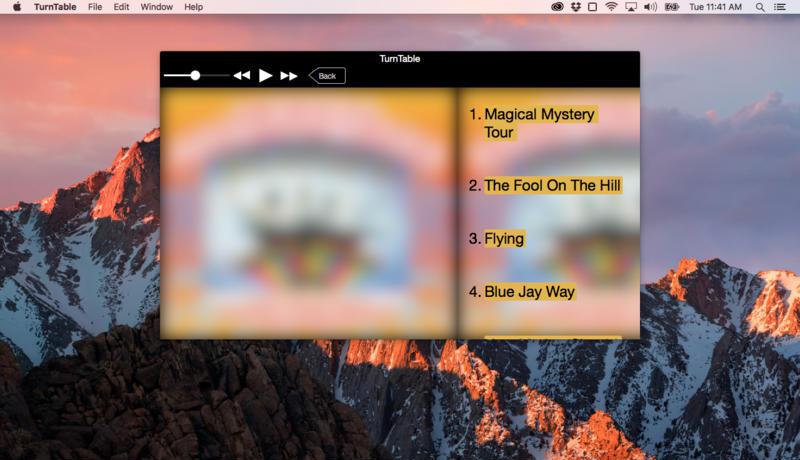 TurnTable File Edit Window Help Tue 11:41 AM
TurnTable
Back
1. Magical Mystery
Tour
2. The Fool On The Hill
3. Flying
4. Blue Jay Way